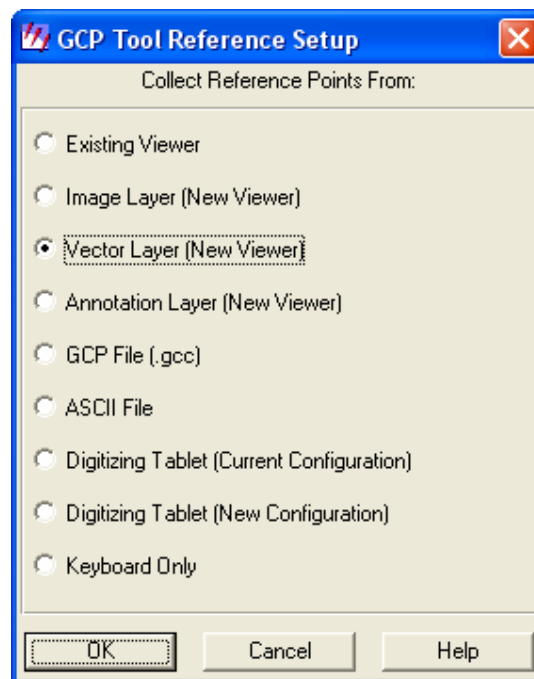 GCP Tool Reference Setup
Collect Reference Points From:
Existing Viewer
Image Layer (New Viewer)
Vector Layer (New Viewer)
Annotation Layer (New Viewer)
GCP File (.gcc)
ASCII File
Digitizing Tablet (Current Configuration)
Digitizing Tablet (New Configuration)
Keyboard Only
OK Cancel Help